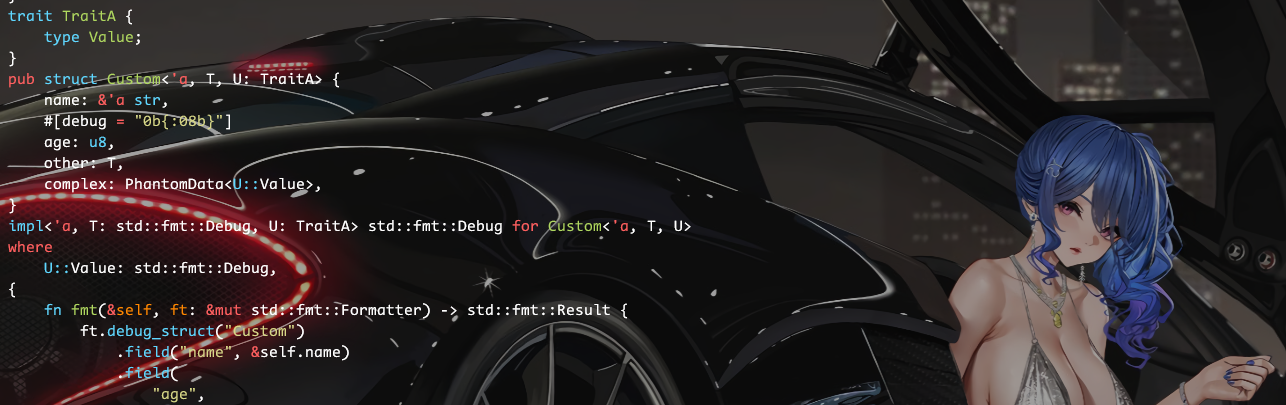 }
trait TraitA {
    type Value;
}
pub struct Custom<'a, T, U: TraitA> {
    name: &'a str,
    #[debug = "0b{:08b}"]
    age: u8,
    other: T,
    complex: PhantomData<U::Value>,
}
impl<'a, T: std::fmt::Debug, U: TraitA> std::fmt::Debug for Custom<'a, T, U>
where
    U::Value: std::fmt::Debug,
{
    fn fmt(&self, ft: &mut std::fmt::Formatter) -> std::fmt::Result {
        ft.debug_struct("Custom")
            .field("name", &self.name)
            .field(
                "age",